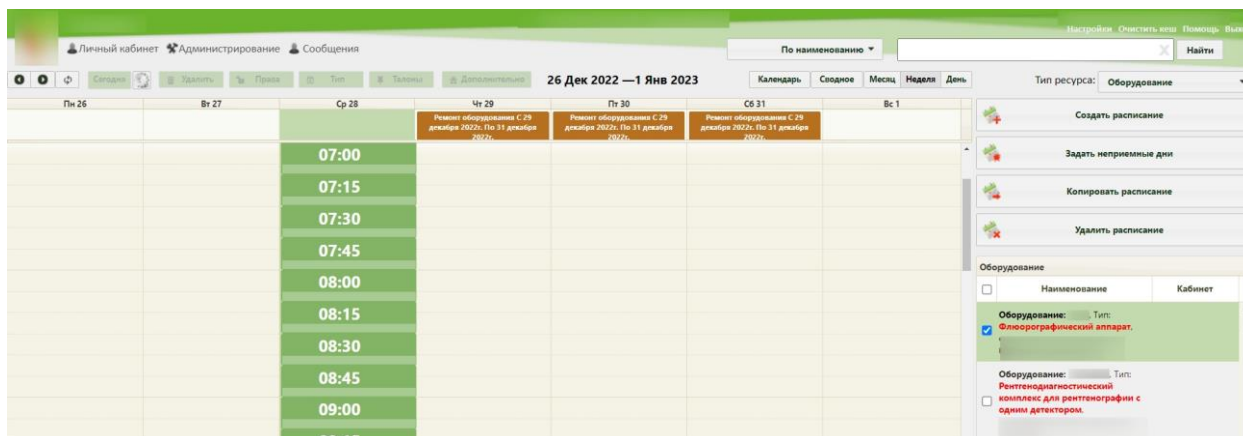 Настройки Очистить кеш Помощь
Личный кабинет Администрирование Сообщения
По наименованию
Найти
Сегодня Удалить Права Тип Талоны Дополнительно
26 Дек 2022 —1 Янв 2023
Календарь Сводное Месяц Неделя День
Тип ресурса: Оборудование
Пн 26 Вт 27 Ср 28 Чт 29 Пт 30 Сб 31 Вс 1
Ремонт оборудования С 29
декабря 2022г. По 31 декабря
2022г.
Ремонт оборудования С 29
декабря 2022г. По 31 декабря
2022г.
Ремонт оборудования С 29
декабря 2022г. По 31 декабря
2022г.
07:00
07:15
07:30
07:45
08:00
08:15
08:30
08:45
09:00
Создать расписание
Задать неприемные дни
Копировать расписание
Удалить расписание
Оборудование
Наименование Кабинет
Оборудование: , Тип:
Флюорографический аппарат.
Оборудование: , Тип:
Рентгенодиагностический
комплекс для рентгенографии с
одним детектором.